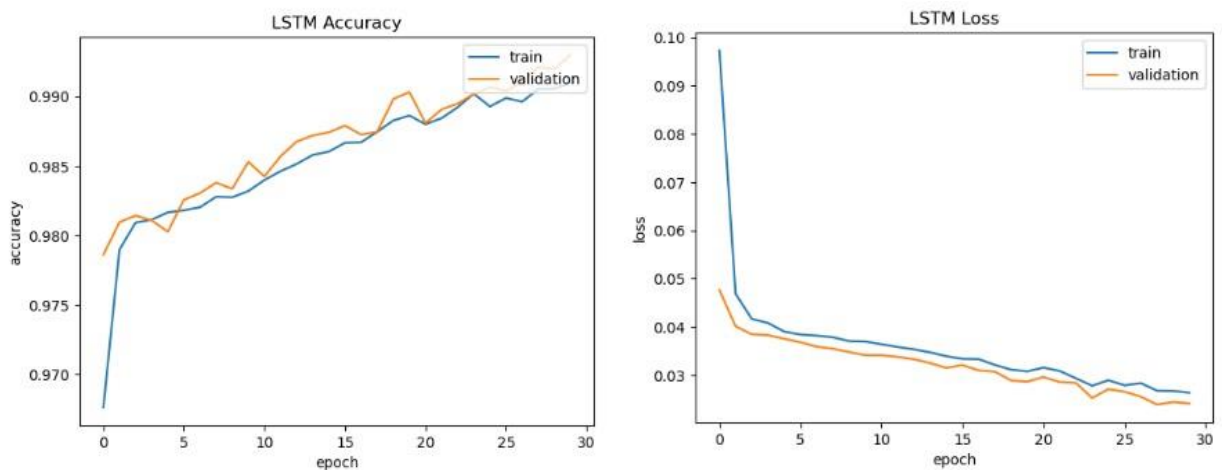 LSTM Accuracy
train
validation
0.990
0.985
0.980
0.975
0.970
accuracy
0 5 10 15 20 25 30
epoch
LSTM Loss
train
validation
0.10
0.09
0.08
0.07
0.06
0.05
0.04
0.03
loss
0 5 10 15 20 25 30
epoch